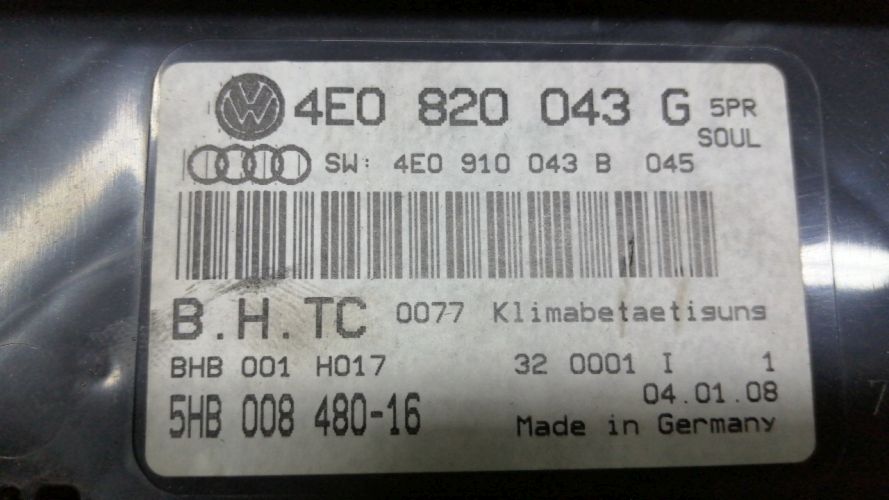 4E0 820 043 G 5PR
SOUL
SW: 4E0 910 043 B 045
B.H.TC 0077 Klimabetaetigung
BHB 001 H017 32 0001 I 1
04.01.08
5HB 008 480-16
Made in Germany